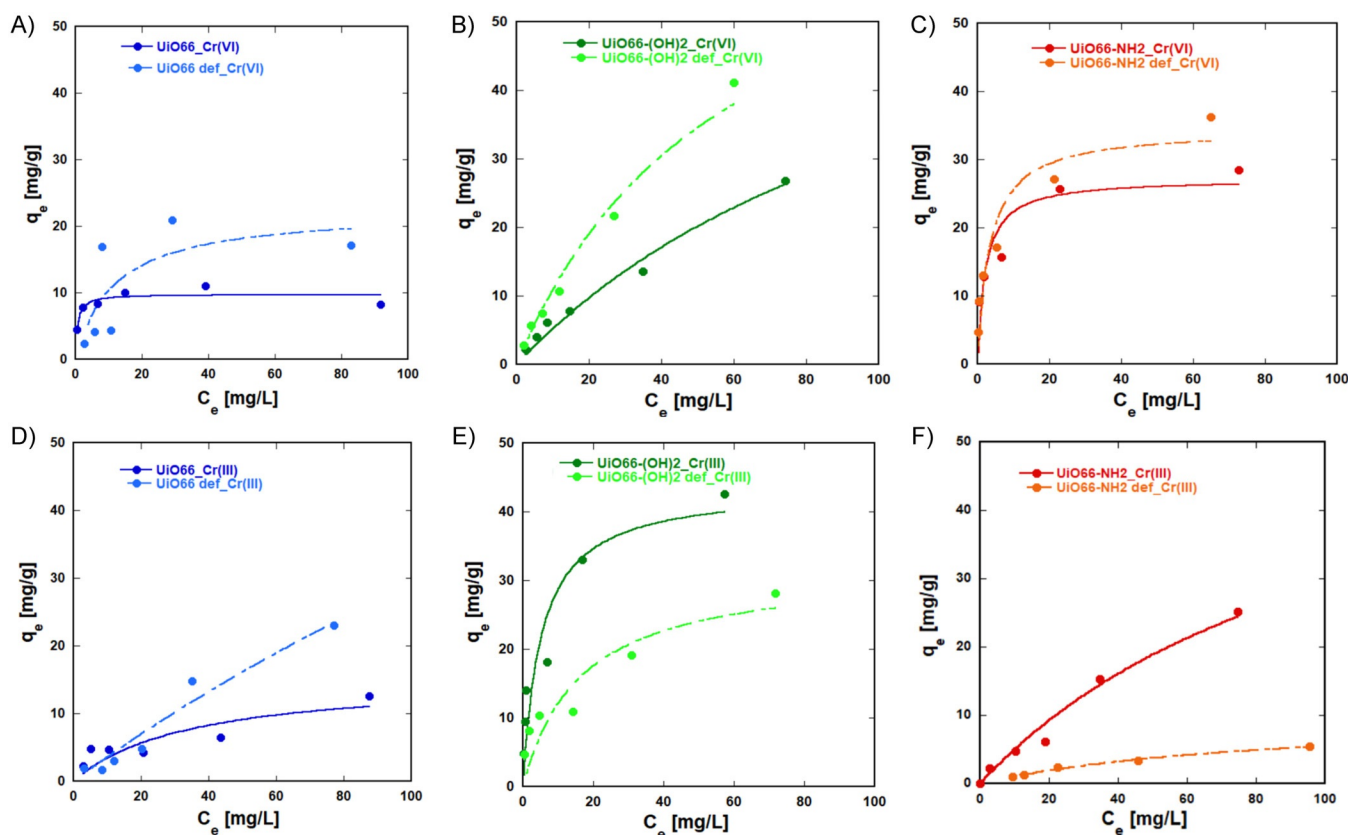 A)
50
40
30
20
10
0
0 20 40 60 80 100
q_e [mg/g]
C_e [mg/L]
UiO66_Cr(VI)
UiO66 def_Cr(VI)
B)
50
40
30
20
10
0
0 20 40 60 80 100
q_e [mg/g]
C_e [mg/L]
UiO66-(OH)2_Cr(VI)
UiO66-(OH)2 def_Cr(VI)
C)
50
40
30
20
10
0
0 20 40 60 80 100
q_e [mg/g]
C_e [mg/L]
UiO66-NH2_Cr(VI)
UiO66-NH2 def_Cr(VI)
D)
50
40
30
20
10
0
0 20 40 60 80 100
q_e [mg/g]
C_e [mg/L]
UiO66_Cr(III)
UiO66 def_Cr(III)
E)
50
40
30
20
10
0
0 20 40 60 80 100
q_e [mg/g]
C_e [mg/L]
UiO66-(OH)2_Cr(III)
UiO66-(OH)2 def_Cr(III)
F)
50
40
30
20
10
0
0 20 40 60 80 100
q_e [mg/g]
C_e [mg/L]
UiO66-NH2_Cr(III)
UiO66-NH2 def_Cr(III)